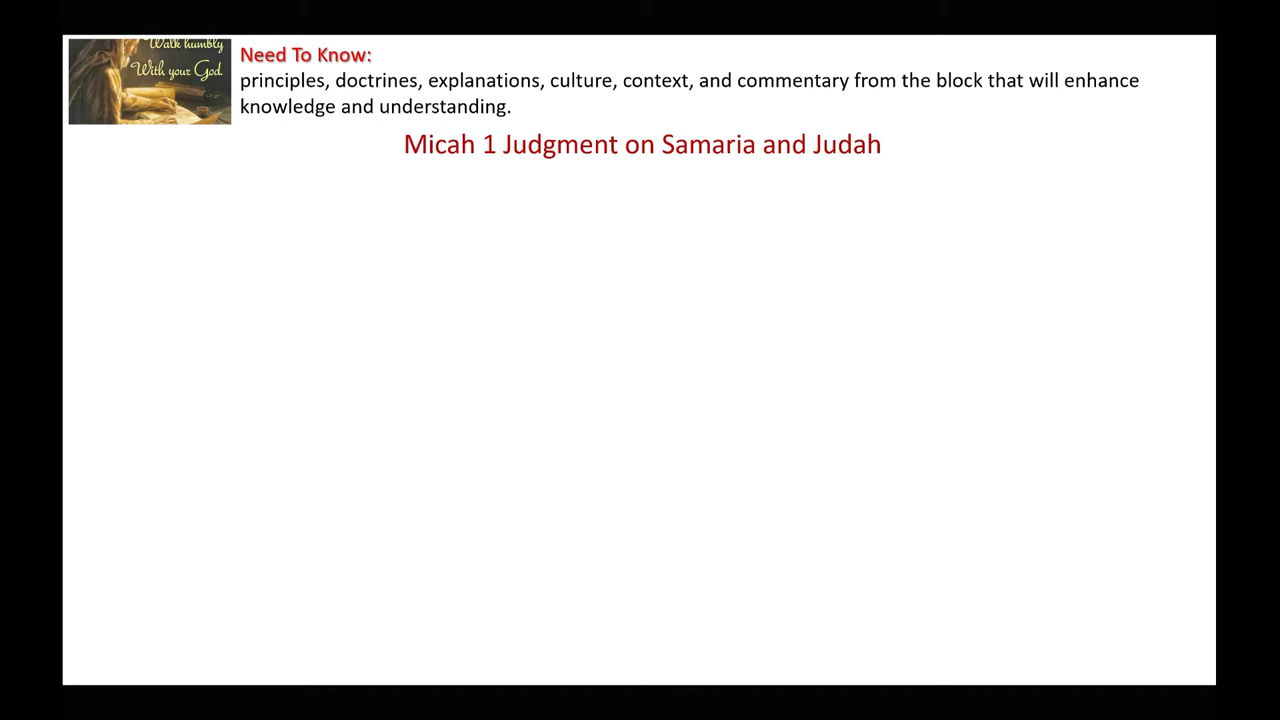 Walk humbly
With your God.
Need To Know:
principles, doctrines, explanations, culture, context, and commentary from the block that will enhance
knowledge and understanding.
Micah 1 Judgment on Samaria and Judah